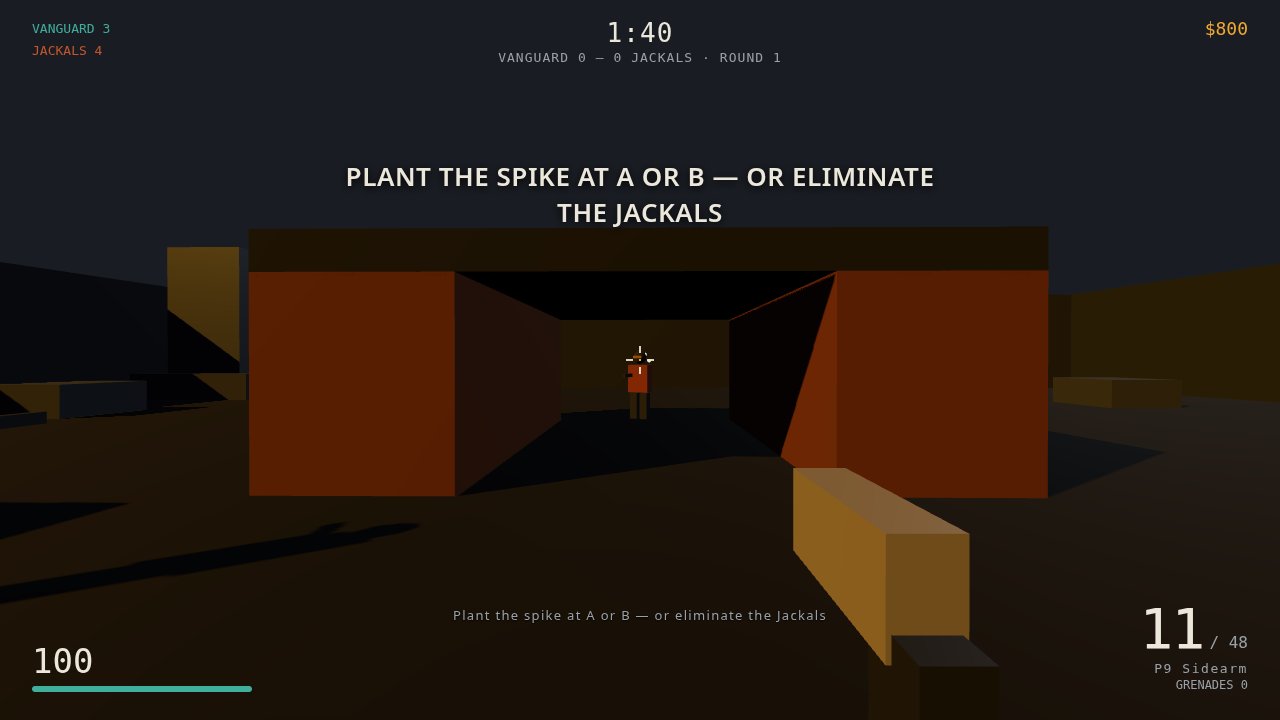 VANGUARD 3
JACKALS 4
1:40
VANGUARD 0 — 0 JACKALS · ROUND 1
$800
PLANT THE SPIKE AT A OR B — OR ELIMINATE
THE JACKALS
Plant the spike at A or B — or eliminate the Jackals
100
11 / 48
P9 Sidearm
GRENADES 0